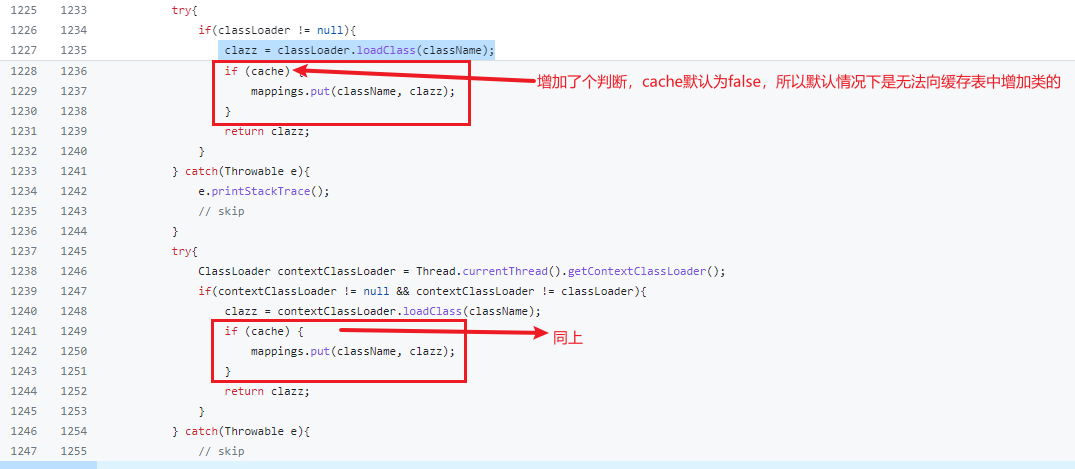 1225 1233 try{
1226 1234 if(classLoader != null){
1227 1235 clazz = classLoader.loadClass(className);
1228 1236 if (cache) {
增加了个判断，cache默认为false，所以默认情况下是无法向缓存表中增加类的
1229 1237 mappings.put(className, clazz);
1230 1238 }
1231 1239 return clazz;
1232 1240 }
1233 1241 } catch(Throwable e){
1234 1242 e.printStackTrace();
1235 1243 // skip
1236 1244 }
1237 1245 try{
1238 1246 ClassLoader contextClassLoader = Thread.currentThread().getContextClassLoader();
1239 1247 if(contextClassLoader != null && contextClassLoader != classLoader){
1240 1248 clazz = contextClassLoader.loadClass(className);
1241 1249 if (cache) {
同上
1242 1250 mappings.put(className, clazz);
1243 1251 }
1244 1252 return clazz;
1245 1253 }
1246 1254 } catch(Throwable e){
1247 1255 // skip